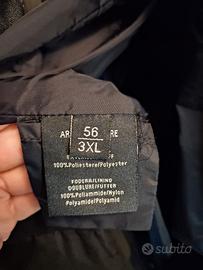 AR 56 RE
3XL
100%Poliestere/Polyester
FODERA/LINING
DOUBLURE/FUTTER
100%Poliammide/Nylon
Polyamide/Polyamid
subito